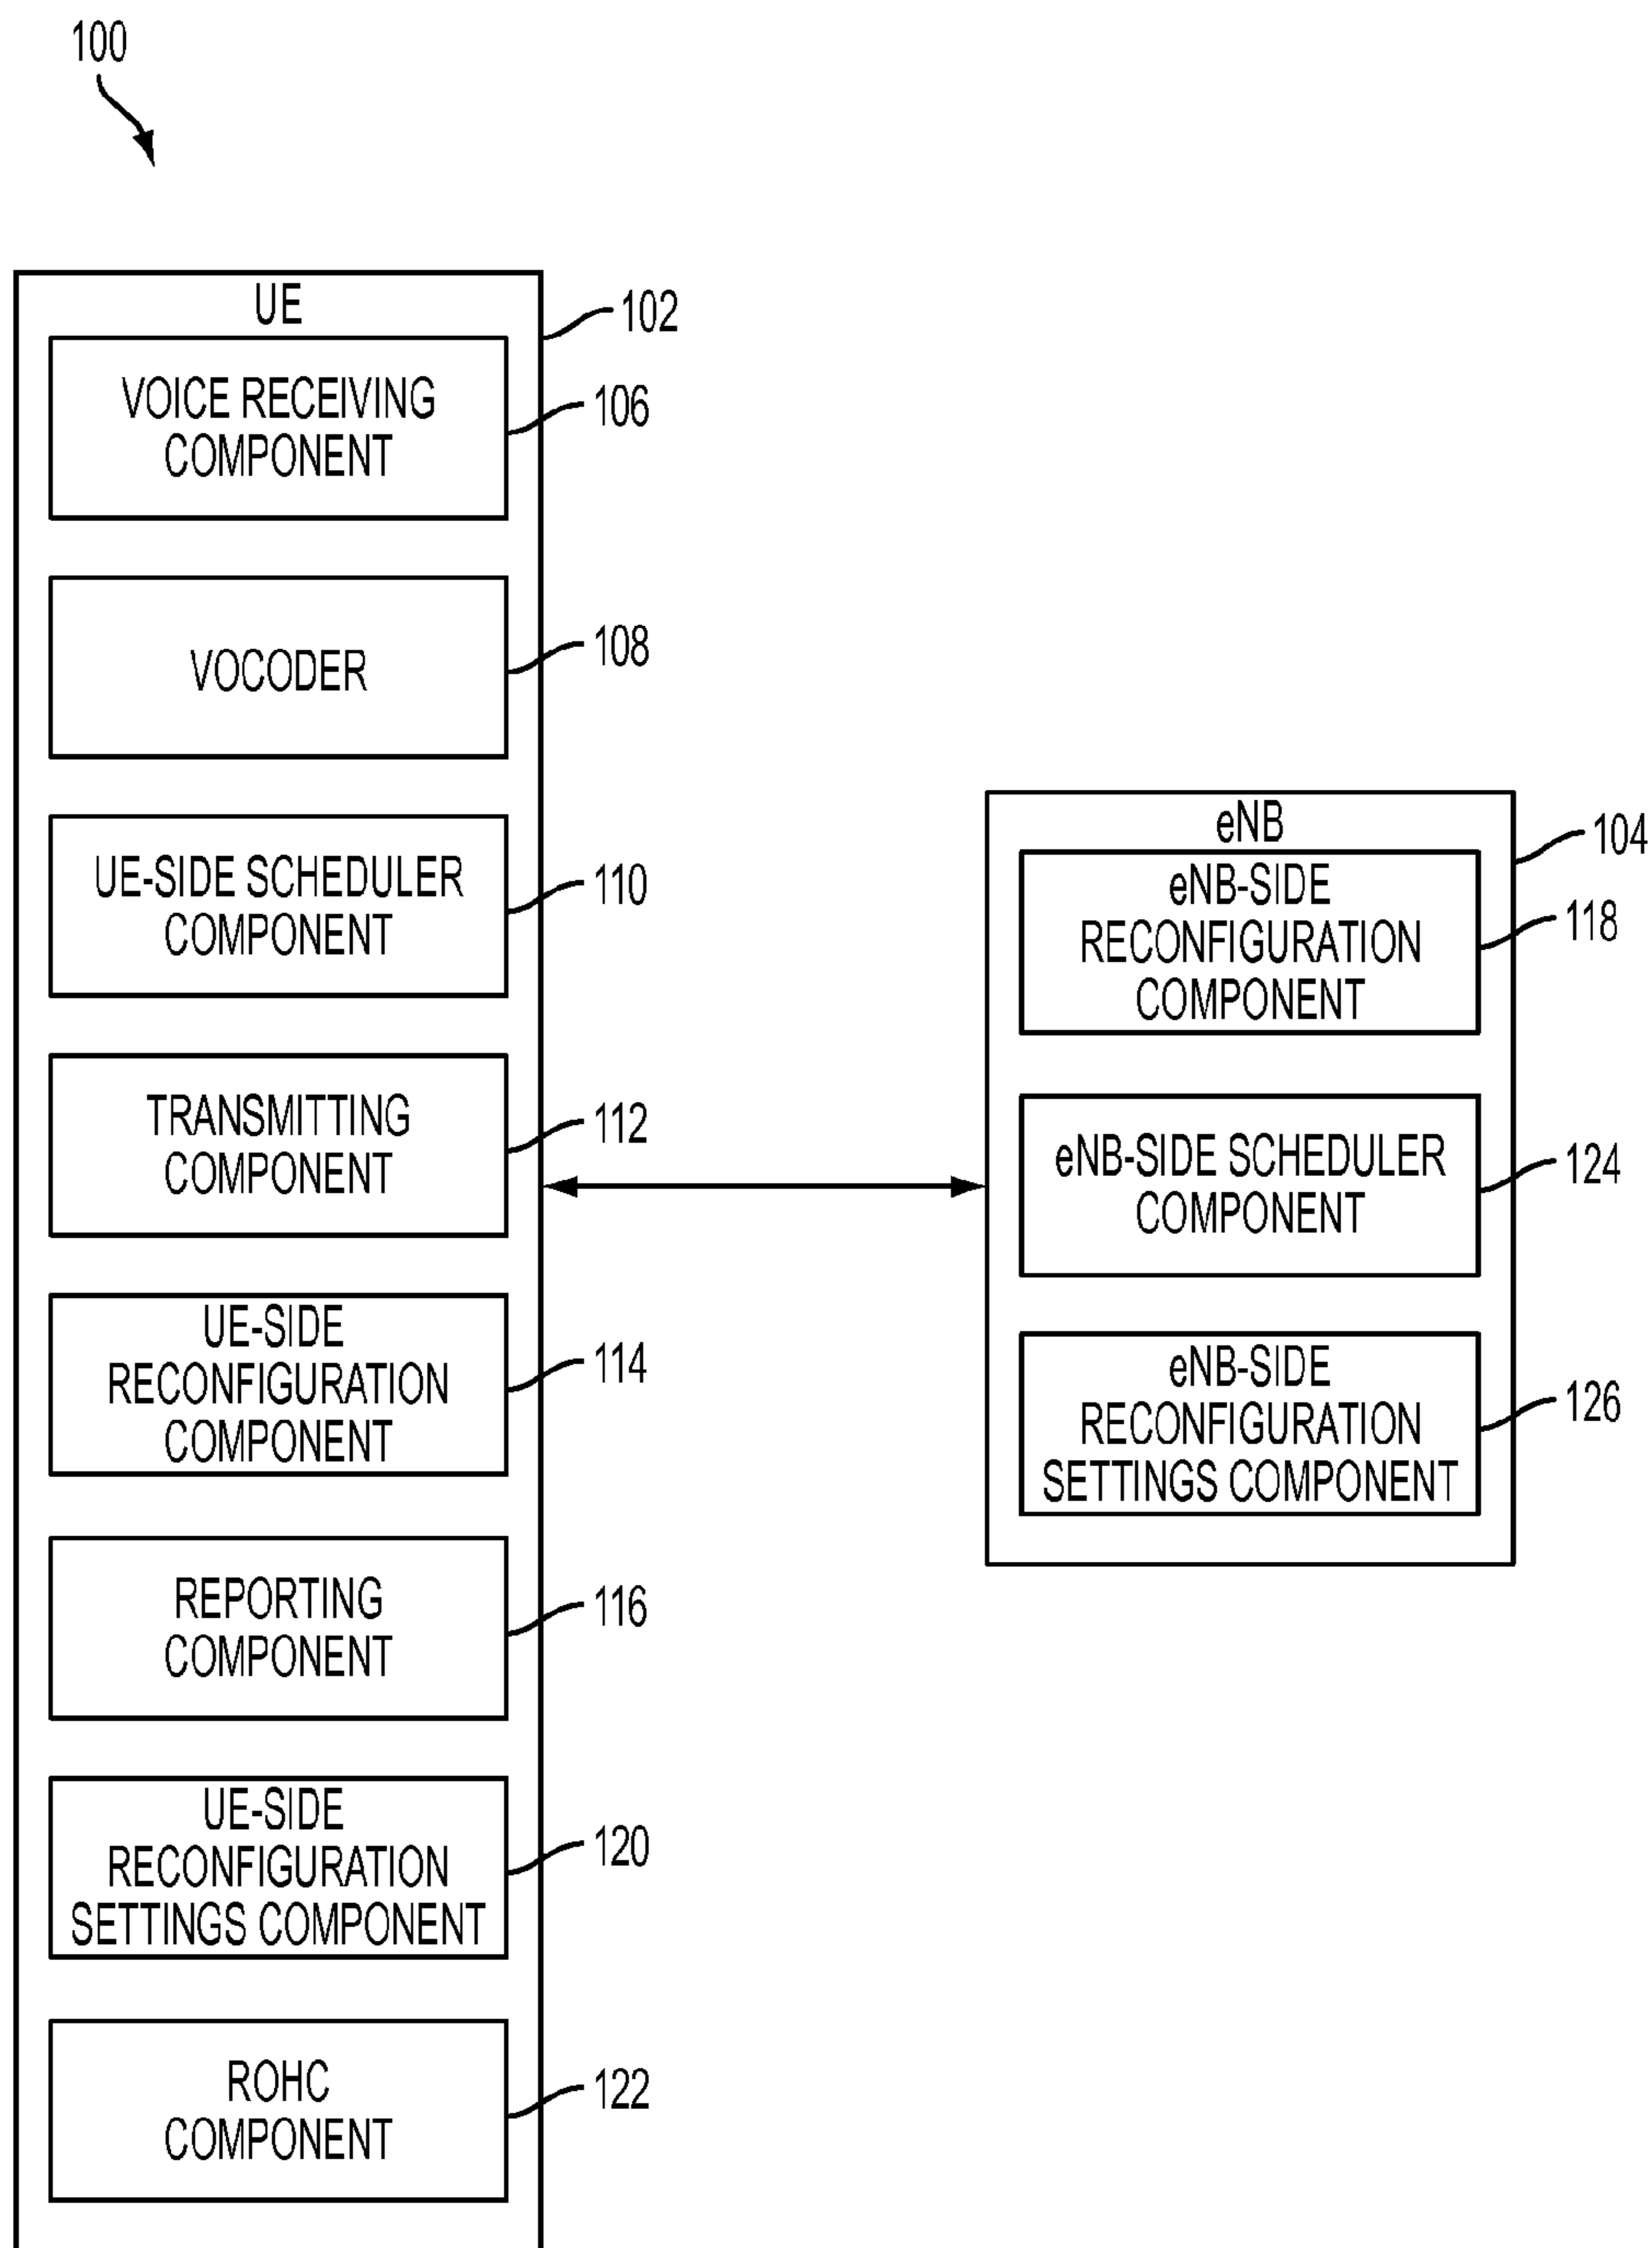 100
UE
102
VOICE RECEIVING
COMPONENT
106
VOCODER
108
UE-SIDE SCHEDULER
COMPONENT
110
TRANSMITTING
COMPONENT
112
UE-SIDE
RECONFIGURATION
COMPONENT
114
REPORTING
COMPONENT
116
UE-SIDE
RECONFIGURATION
SETTINGS COMPONENT
120
ROHC
COMPONENT
122
eNB
104
eNB-SIDE
RECONFIGURATION
COMPONENT
118
eNB-SIDE SCHEDULER
COMPONENT
124
eNB-SIDE
RECONFIGURATION
SETTINGS COMPONENT
126